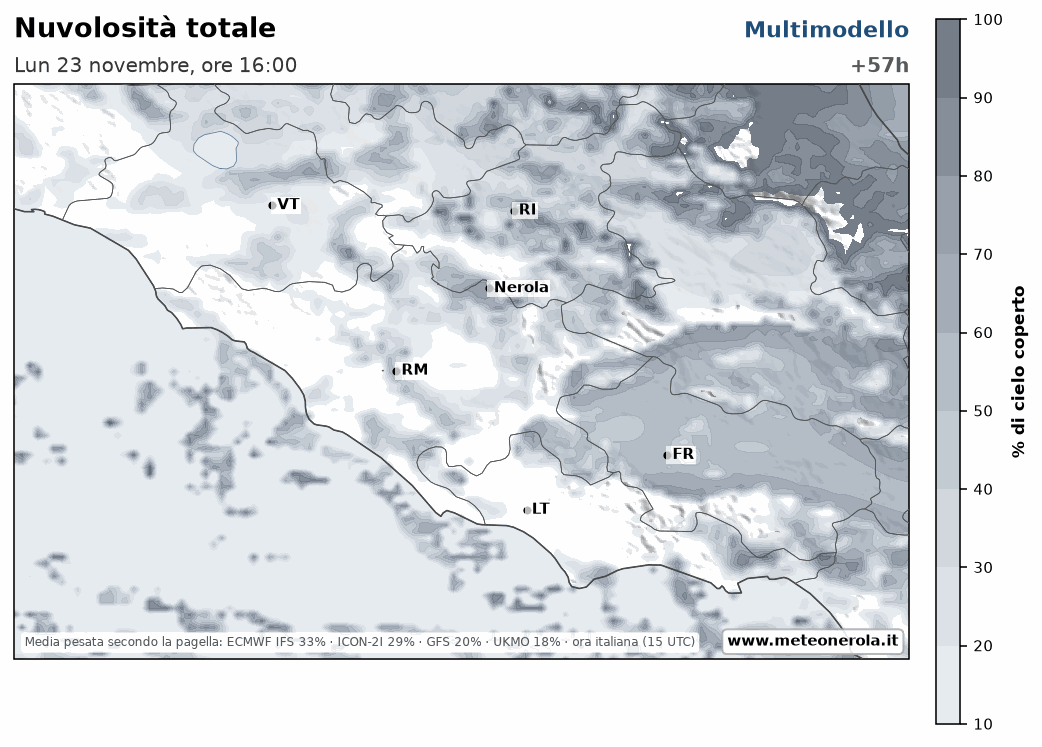 Nuvolosità totale
Multimodello
Lun 23 novembre, ore 16:00
+57h
VT
RI
Nerola
RM
FR
LT
Media pesata secondo la pagella: ECMWF IFS 33% · ICON-2I 29% · GFS 20% · UKMO 18% · ora italiana (15 UTC)
www.meteonerola.it
100
90
80
70
60
50
40
30
20
10
% di cielo coperto